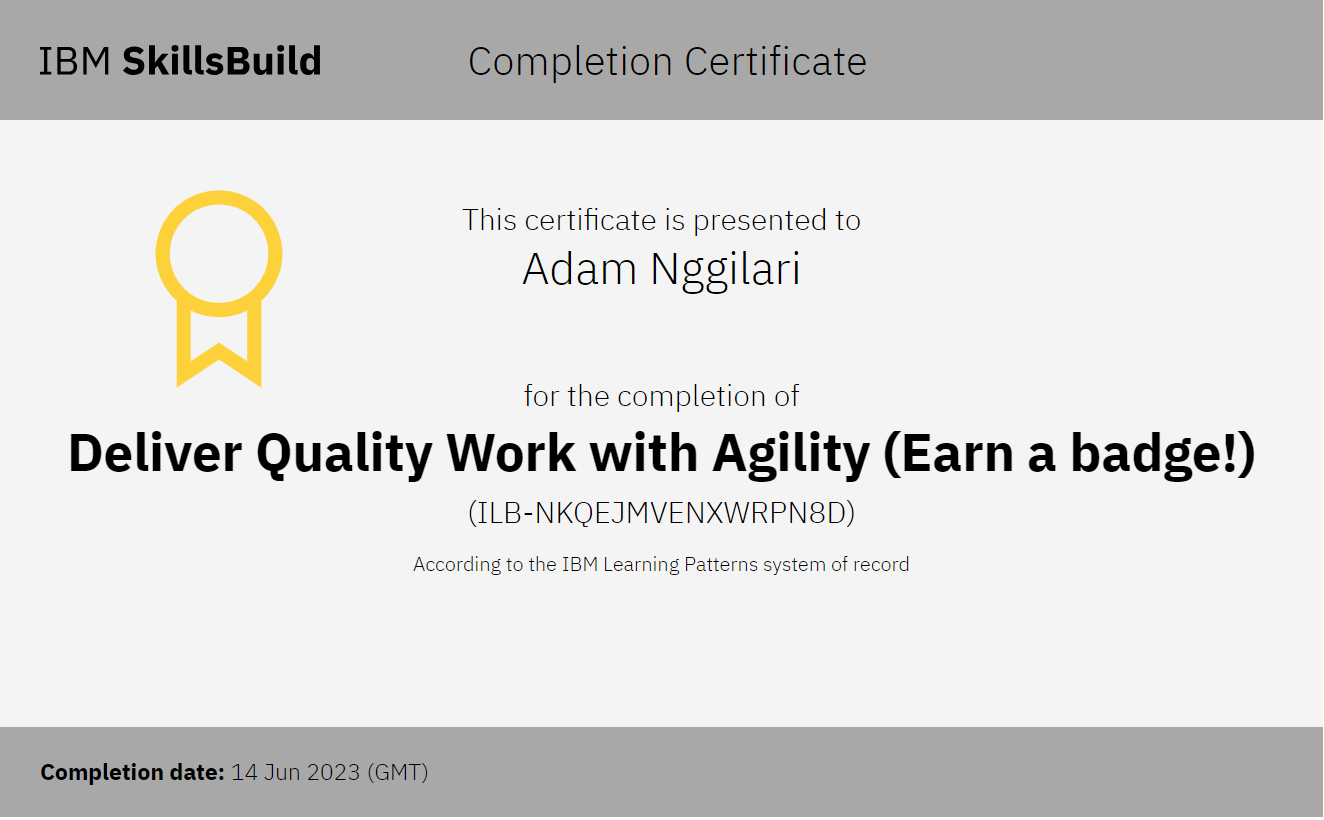 IBM SkillsBuild
Completion Certificate
This certificate is presented to
Adam Nggilari
for the completion of
Deliver Quality Work with Agility (Earn a badge!)
(ILB-NKQEJMVENXWRPN8D)
According to the IBM Learning Patterns system of record
Completion date: 14 Jun 2023 (GMT)